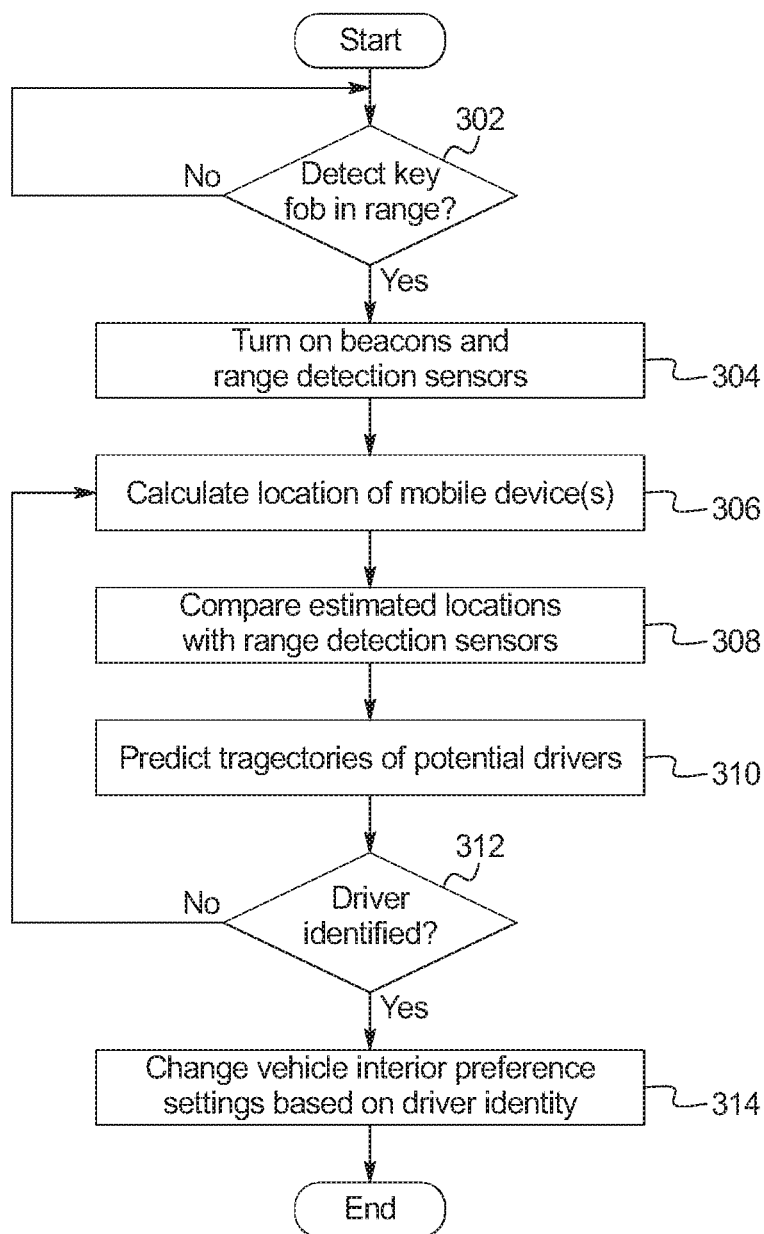 Start
302
Detect key
fob in range?
No
Yes
Turn on beacons and
range detection sensors
304
Calculate location of mobile device(s)
306
Compare estimated locations
with range detection sensors
308
Predict tragectories of potential drivers
310
312
Driver
identified?
No
Yes
Change vehicle interior preference
settings based on driver identity
314
End